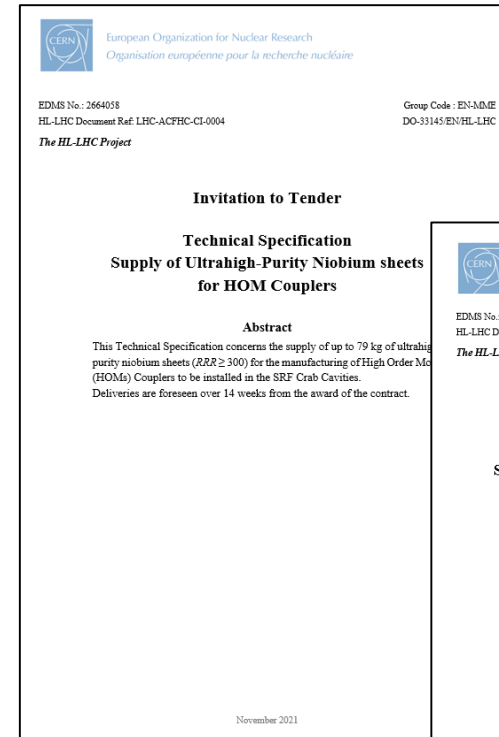 CERN
European Organization for Nuclear Research
Organisation européenne pour la recherche nucléaire
EDMS No.: 2664058
Group Code : EN-MME
HL-LHC Document Ref: LHC-ACFHC-CI-0004
DO-33145/EN/HL-LHC
The HL-LHC Project
Invitation to Tender
Technical Specification
Supply of Ultrahigh-Purity Niobium sheets
for HOM Couplers
Abstract
This Technical Specification concerns the supply of up to 79 kg of ultrahig
purity niobium sheets (RRR ≥ 300) for the manufacturing of High Order Mo
(HOMs) Couplers to be installed in the SRF Crab Cavities.
Deliveries are foreseen over 14 weeks from the award of the contract.
November 2021
CERN
EDMS No.:
HL-LHC D
The HL-L
S